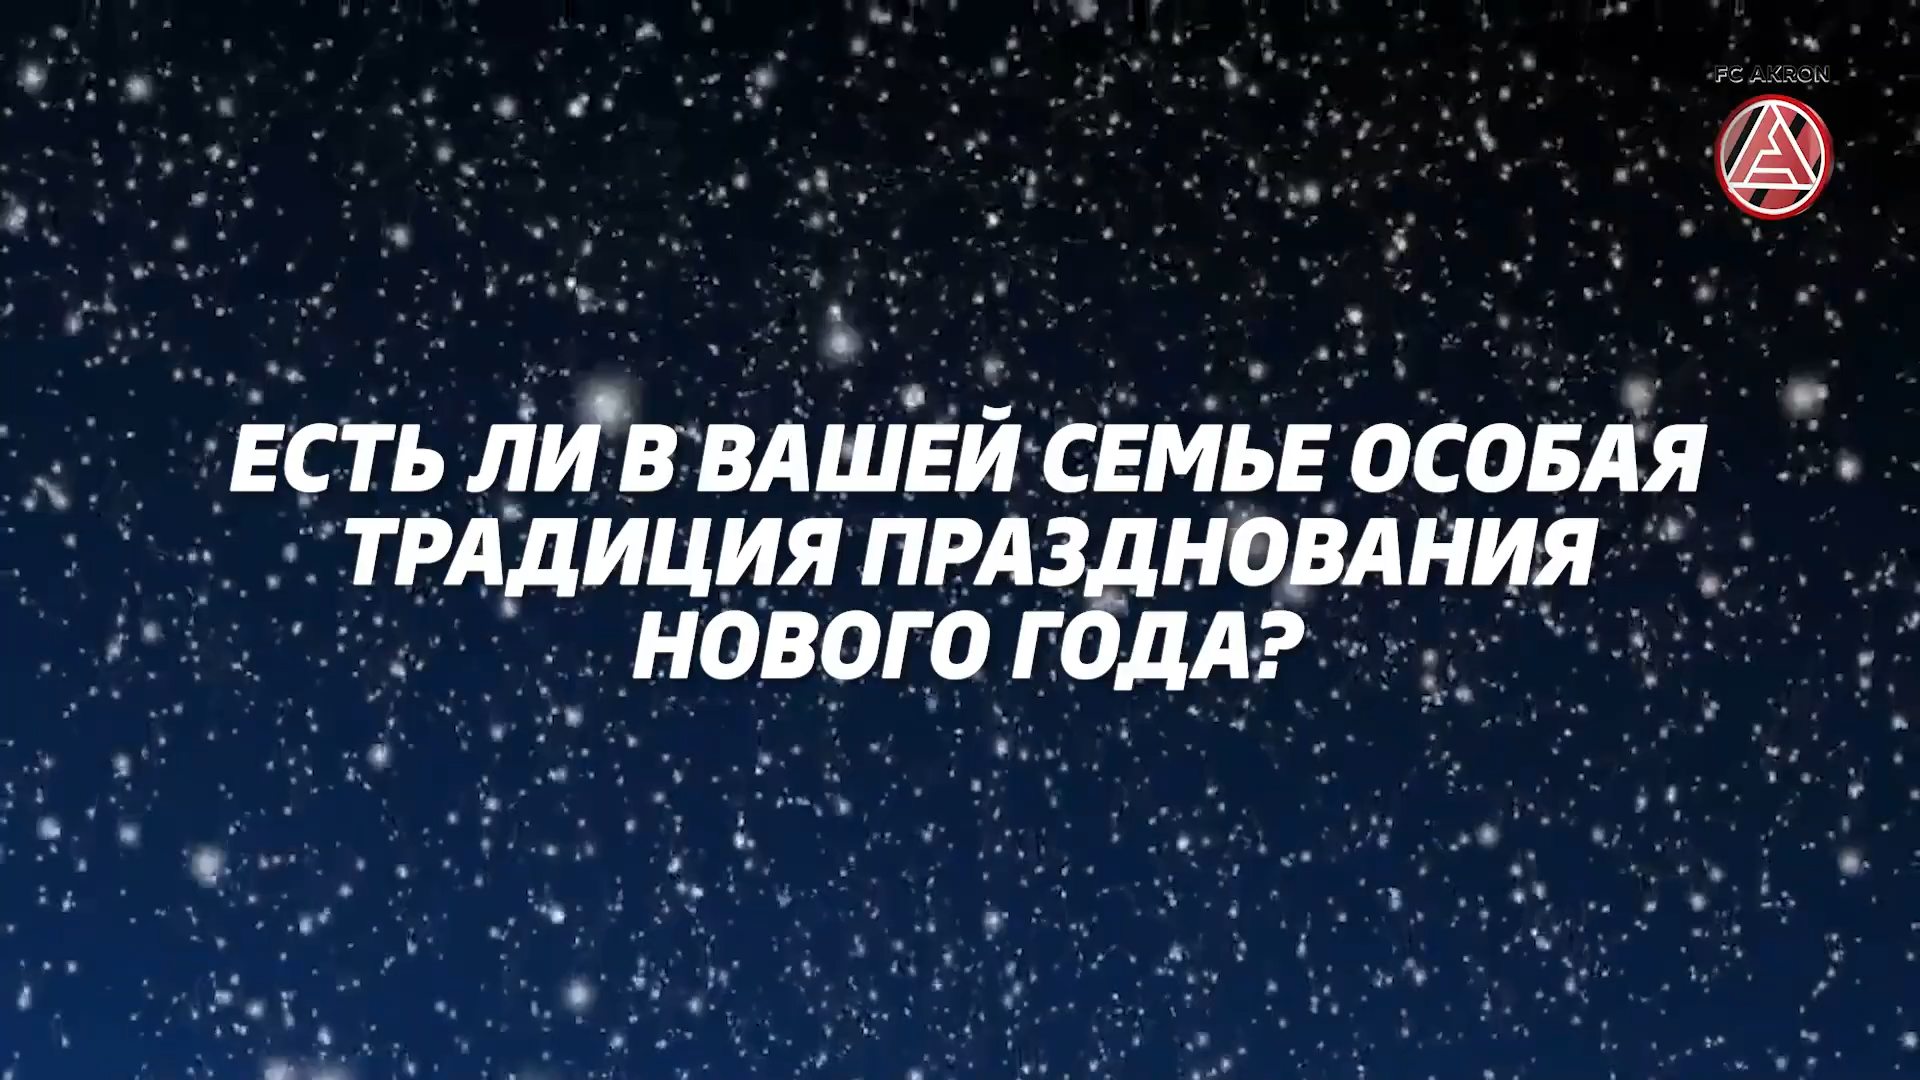 FC AKRON
ЕСТЬ ЛИ В ВАШЕЙ СЕМЬЕ ОСОБАЯ
ТРАДИЦИЯ ПРАЗДНОВАНИЯ
НОВОГО ГОДА?